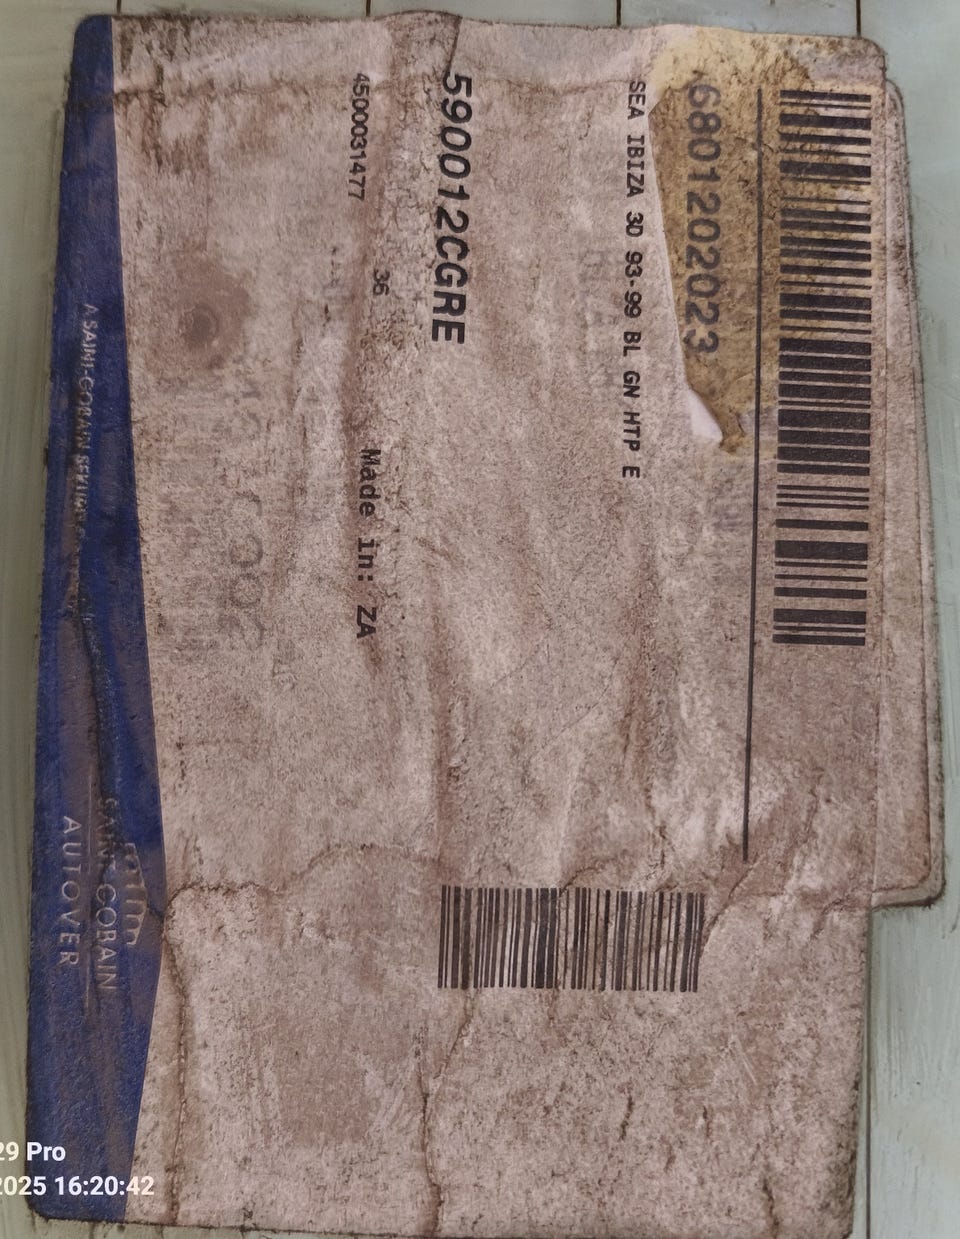 6801202023
SEA IBIZA 3D 93-99 BL GN HTP E
590012CGRE
36
4500031477
Made in: ZA
SAINT-GOBAIN
AUTOVER
A SAINT-GOBAIN SEKURIT
29 Pro
2025 16:20:42